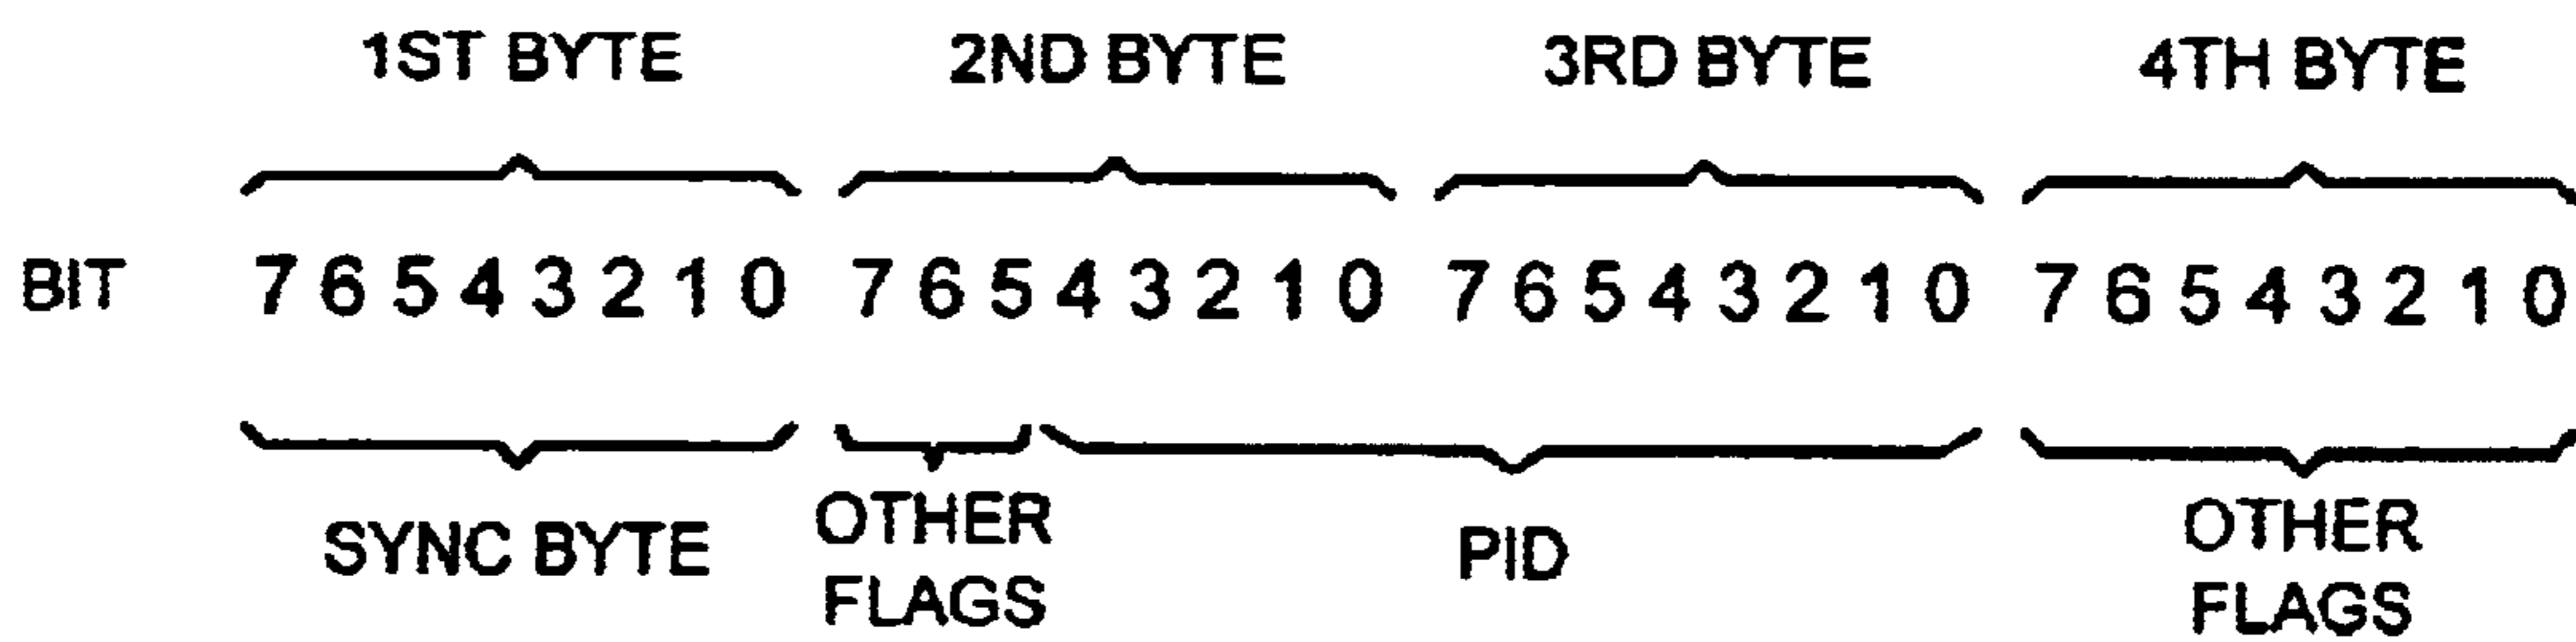 1ST BYTE 2ND BYTE 3RD BYTE 4TH BYTE
BIT 7 6 5 4 3 2 1 0 7 6 5 4 3 2 1 0 7 6 5 4 3 2 1 0 7 6 5 4 3 2 1 0
SYNC BYTE OTHER FLAGS PID OTHER FLAGS